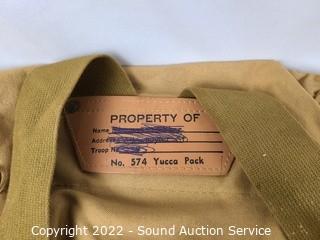 PROPERTY OF
Name
Address
Troop No.
No. 574 Yucca Pack
Copyright 2022 - Sound Auction Service